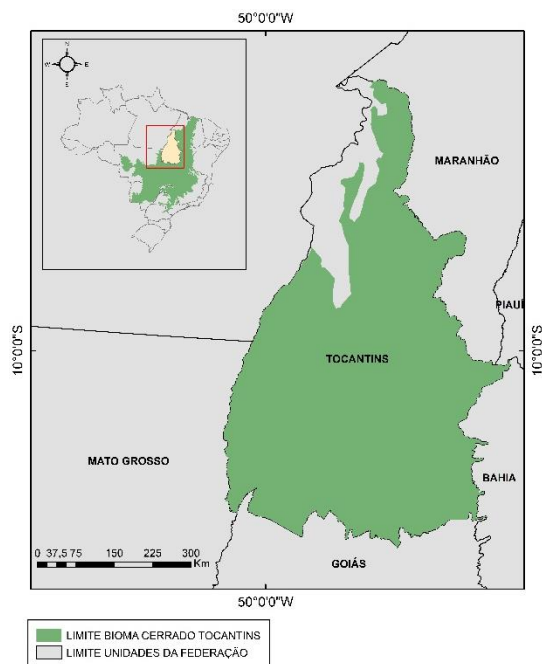 50°0'0"W
N
W E
S
MARANHÃO
PIAUÍ
10°0'0"S
10°0'0"S
TOCANTINS
MATO GROSSO
BAHIA
0 37,5 75 150 225 300
Km
GOIÁS
50°0'0"W
LIMITE BIOMA CERRADO TOCANTINS
LIMITE UNIDADES DA FEDERAÇÃO